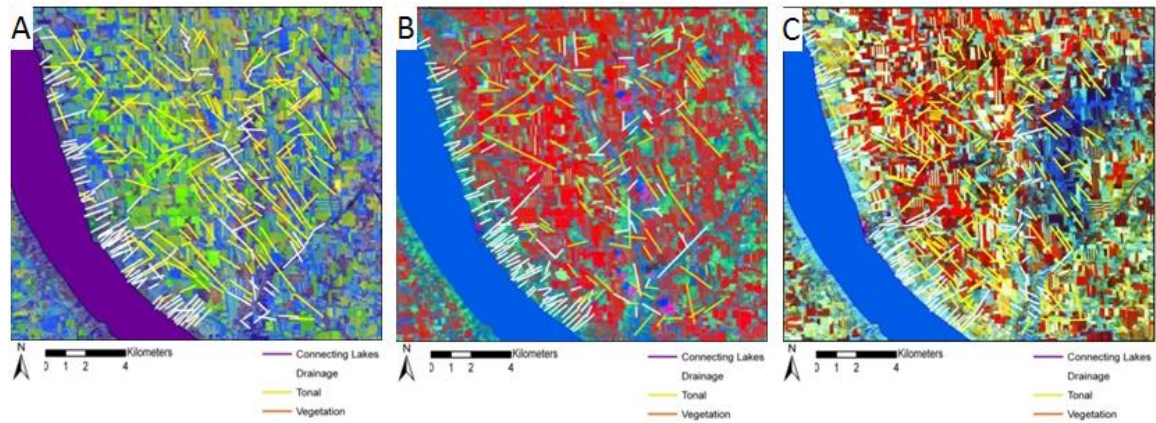 A
N
Kilometers
0 1 2 4
Connecting Lakes
Drainage
Tonal
Vegetation
B
N
Kilometers
0 1 2 4
Connecting Lakes
Drainage
Tonal
Vegetation
C
N
Kilometers
0 1 2 4
Connecting Lakes
Drainage
Tonal
Vegetation